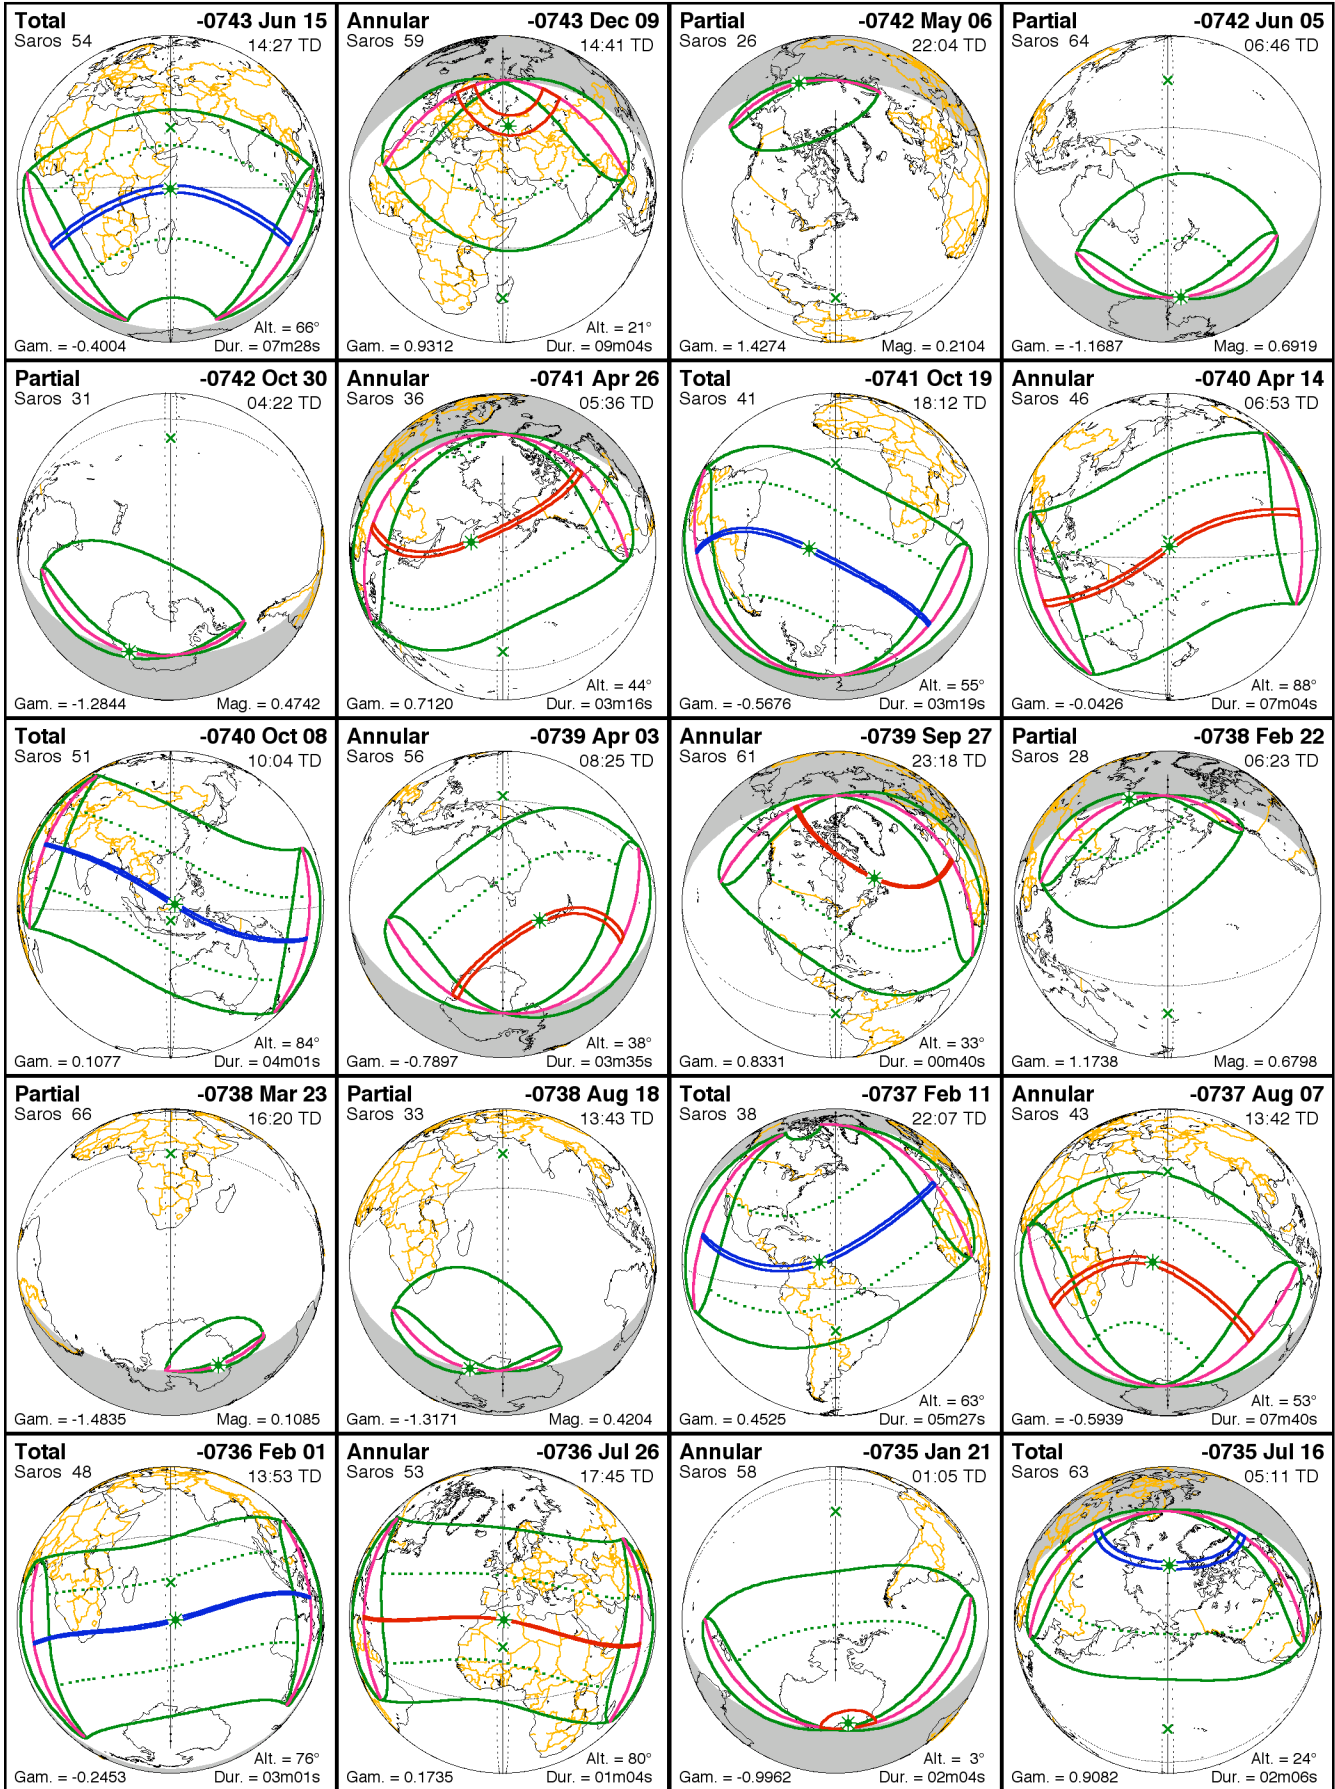 Total -0743 Jun 15
Saros 54 14:27 TD
Alt. = 66°
Gam. = -0.4004 Dur. = 07m28s
Annular -0743 Dec 09
Saros 59 14:41 TD
Alt. = 21°
Gam. = 0.9312 Dur. = 09m04s
Partial -0742 May 06
Saros 26 22:04 TD
Gam. = 1.4274 Mag. = 0.2104
Partial -0742 Jun 05
Saros 64 06:46 TD
Gam. = -1.1687 Mag. = 0.6919
Partial -0742 Oct 30
Saros 31 04:22 TD
Gam. = -1.2844 Mag. = 0.4742
Annular -0741 Apr 26
Saros 36 05:36 TD
Alt. = 44°
Gam. = 0.7120 Dur. = 03m16s
Total -0741 Oct 19
Saros 41 18:12 TD
Alt. = 55°
Gam. = -0.5676 Dur. = 03m19s
Annular -0740 Apr 14
Saros 46 06:53 TD
Alt. = 88°
Gam. = -0.0426 Dur. = 07m04s
Total -0740 Oct 08
Saros 51 10:04 TD
Alt. = 84°
Gam. = 0.1077 Dur. = 04m01s
Annular -0739 Apr 03
Saros 56 08:25 TD
Alt. = 38°
Gam. = -0.7897 Dur. = 03m35s
Annular -0739 Sep 27
Saros 61 23:18 TD
Alt. = 33°
Gam. = 0.8331 Dur. = 00m40s
Partial -0738 Feb 22
Saros 28 06:23 TD
Gam. = 1.1738 Mag. = 0.6798
Partial -0738 Mar 23
Saros 66 16:20 TD
Gam. = -1.4835 Mag. = 0.1085
Partial -0738 Aug 18
Saros 33 13:43 TD
Gam. = -1.3171 Mag. = 0.4204
Total -0737 Feb 11
Saros 38 22:07 TD
Alt. = 63°
Gam. = 0.4525 Dur. = 05m27s
Annular -0737 Aug 07
Saros 43 13:42 TD
Alt. = 53°
Gam. = -0.5939 Dur. = 07m40s
Total -0736 Feb 01
Saros 48 13:53 TD
Alt. = 76°
Gam. = -0.2453 Dur. = 03m01s
Annular -0736 Jul 26
Saros 53 17:45 TD
Alt. = 80°
Gam. = 0.1735 Dur. = 01m04s
Annular -0735 Jan 21
Saros 58 01:05 TD
Alt. = 3°
Gam. = -0.9962 Dur. = 02m04s
Total -0735 Jul 16
Saros 63 05:11 TD
Alt. = 24°
Gam. = 0.9082 Dur. = 02m06s